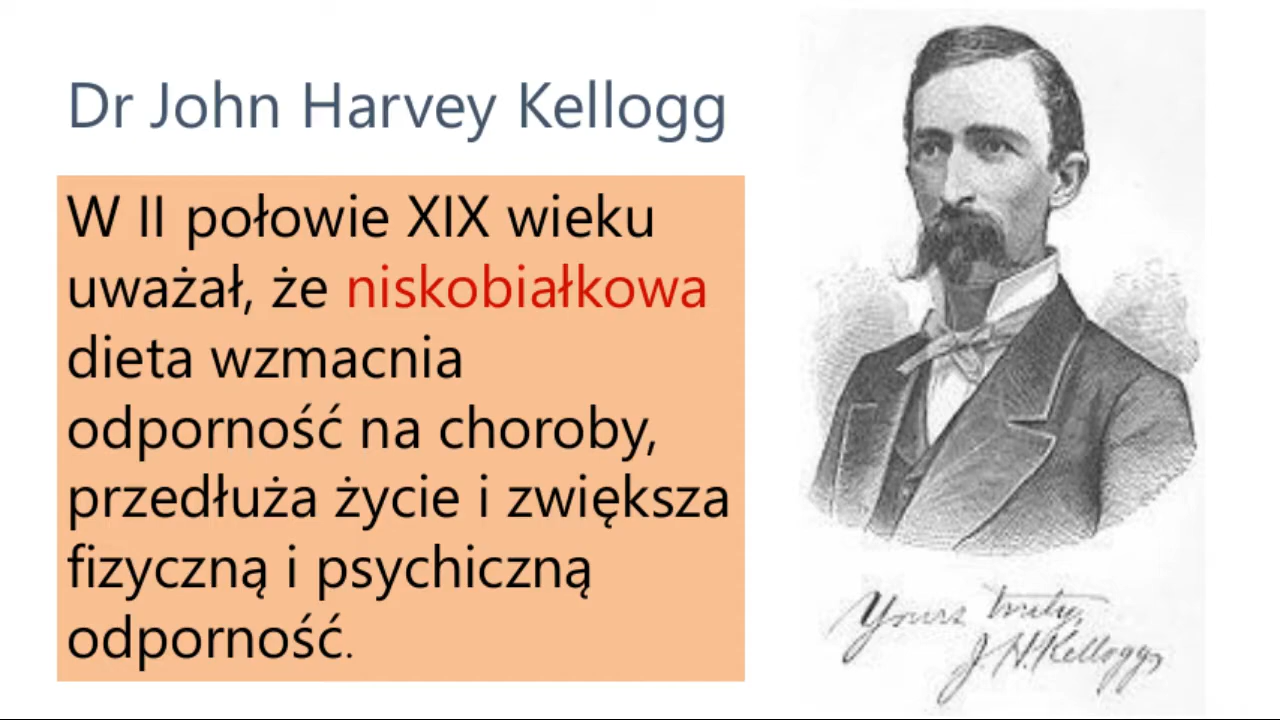 Dr John Harvey Kellogg
W II połowie XIX wieku
uważał, że niskobiałkowa
dieta wzmacnia
odporność na choroby,
przedłuża życie i zwiększa
fizyczną i psychiczną
odporność.
Yours truly,
J. H. Kellogg